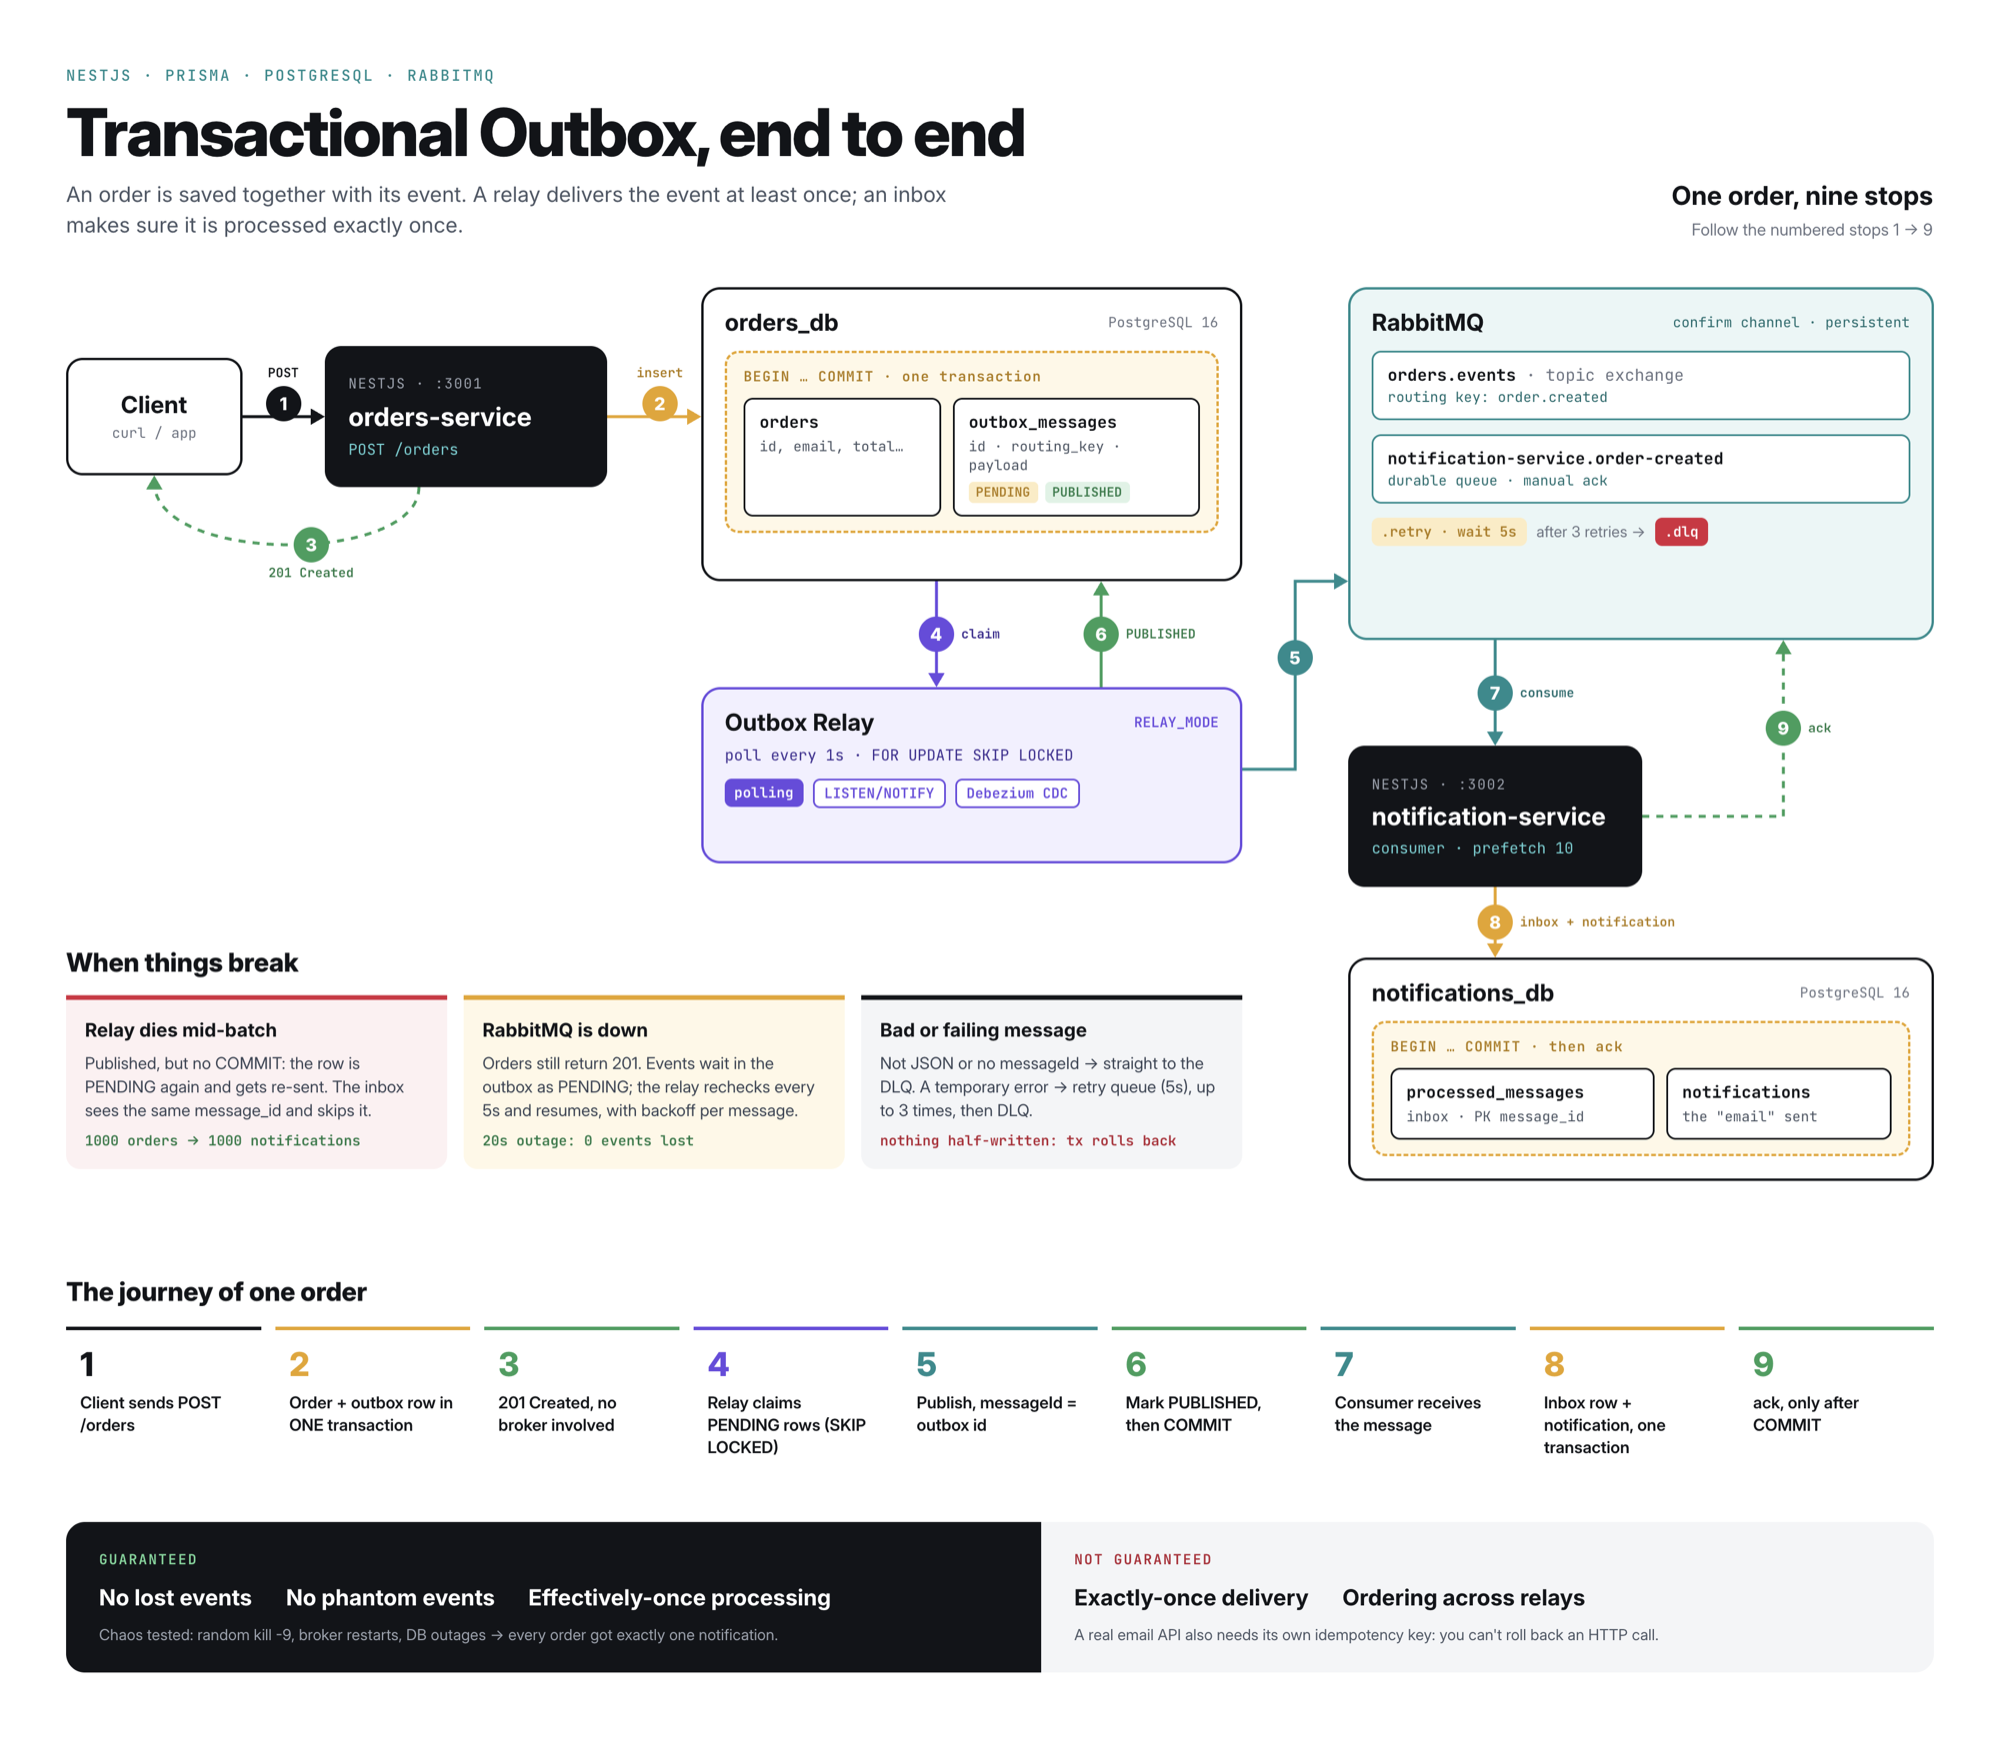 NESTJS · PRISMA · POSTGRESQL · RABBITMQ
Transactional Outbox, end to end
An order is saved together with its event. A relay delivers the event at least once; an inbox
makes sure it is processed exactly once.
One order, nine stops
Follow the numbered stops 1 → 9
Client
curl / app
POST
1
NESTJS · :3001
orders-service
POST /orders
insert
2
3
201 Created
orders_db
PostgreSQL 16
BEGIN … COMMIT · one transaction
orders
id, email, total…
outbox_messages
id · routing_key ·
payload
PENDING
PUBLISHED
4
claim
6
PUBLISHED
Outbox Relay
RELAY_MODE
poll every 1s · FOR UPDATE SKIP LOCKED
polling
LISTEN/NOTIFY
Debezium CDC
5
RabbitMQ
confirm channel · persistent
orders.events · topic exchange
routing key: order.created
notification-service.order-created
durable queue · manual ack
.retry · wait 5s
after 3 retries →
.dlq
7
consume
9
ack
NESTJS · :3002
notification-service
consumer · prefetch 10
8
inbox + notification
notifications_db
PostgreSQL 16
BEGIN … COMMIT · then ack
processed_messages
inbox · PK message_id
notifications
the "email" sent
When things break
Relay dies mid-batch
Published, but no COMMIT: the row is
PENDING again and gets re-sent. The inbox
sees the same message_id and skips it.
1000 orders → 1000 notifications
RabbitMQ is down
Orders still return 201. Events wait in the
outbox as PENDING; the relay rechecks every
5s and resumes, with backoff per message.
20s outage: 0 events lost
Bad or failing message
Not JSON or no messageId → straight to the
DLQ. A temporary error → retry queue (5s), up
to 3 times, then DLQ.
nothing half-written: tx rolls back
The journey of one order
1
Client sends POST
/orders
2
Order + outbox row in
ONE transaction
3
201 Created, no
broker involved
4
Relay claims
PENDING rows (SKIP
LOCKED)
5
Publish, messageId =
outbox id
6
Mark PUBLISHED,
then COMMIT
7
Consumer receives
the message
8
Inbox row +
notification, one
transaction
9
ack, only after
COMMIT
GUARANTEED
No lost events No phantom events Effectively-once processing
Chaos tested: random kill -9, broker restarts, DB outages → every order got exactly one notification.
NOT GUARANTEED
Exactly-once delivery Ordering across relays
A real email API also needs its own idempotency key: you can't roll back an HTTP call.